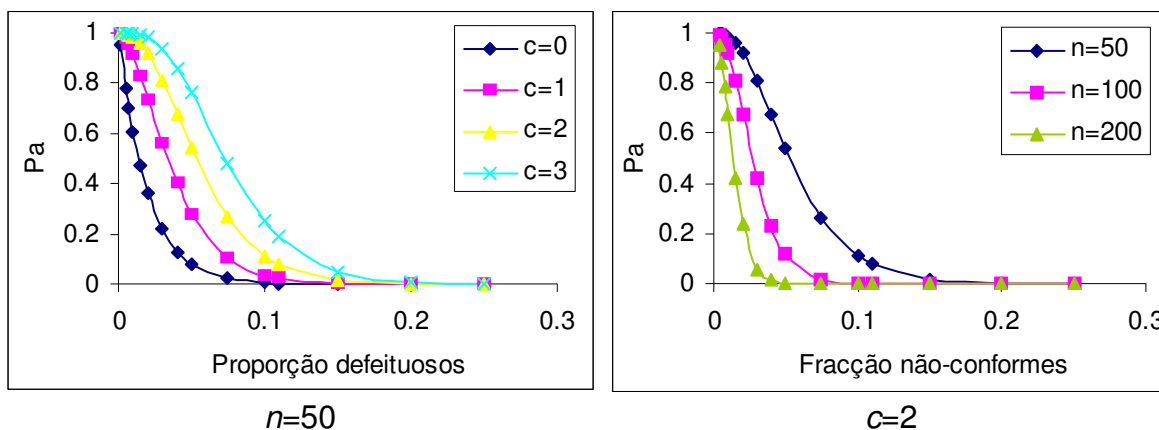 1
0.8
0.6
0.4
0.2
0
Pa
0 0.1 0.2 0.3
Proporção defeituosos
c=0
c=1
c=2
c=3
n=50
1
0.8
0.6
0.4
0.2
0
Pa
0 0.1 0.2 0.3
Fracção não-conformes
n=50
n=100
n=200
c=2